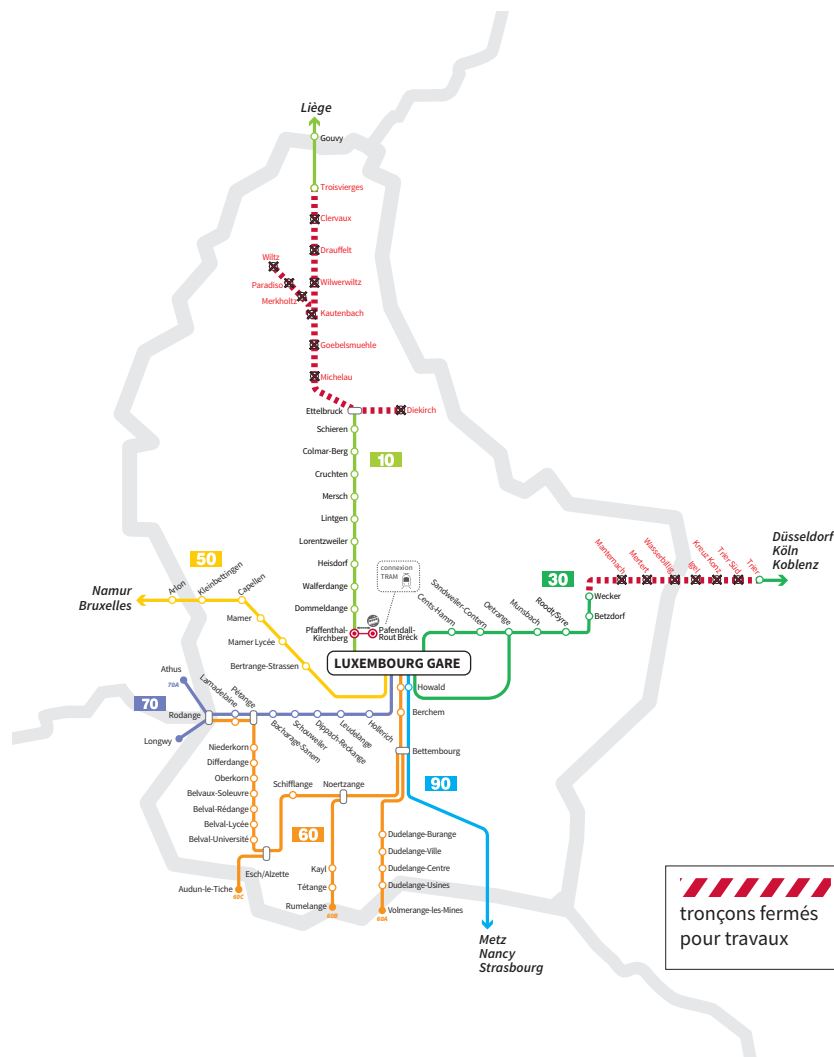 Liège
Gouvy
Troisvierges
Clervaux
Drauffelt
Wiltz
Paradiso
Wilwerwiltz
Merkholtz
Kautenbach
Goebelsmuehle
Michelau
Ettelbruck
Diekirch
Schieren
10
Colmar-Berg
Cruchten
Mersch
Lintgen
Lorentzweiler
Heisdorf
Walferdange
Dommeldange
connexion
TRAM
Pfaffenthal-
Kirchberg
Pafendall-
Rout Bréck
50
Namur
Bruxelles
Arlon
Kleinbettingen
Capellen
Mamer
Mamer Lycée
Bertrange-Strassen
LUXEMBOURG GARE
30
Cents-Hamm
Sandweiler-Contern
Oetrange
Munsbach
Roodt/Syre
Betzdorf
Wecker
Manternach
Mertert
Wasserbillig
Igel
Kreuz Konz
Trier Süd
Trier
Düsseldorf
Köln
Koblenz
Athus
70A
70
Rodange
Longwy
Lamadelaine
Pétange
Bacharage-Sanem
Schouweiler
Dippach-Reckange
Leudelange
Hollerich
Howald
Berchem
Bettembourg
90
Niederkorn
Differdange
Oberkorn
Belvaux-Soleuvre
Belval-Rédange
Belval-Lycée
Belval-Université
Esch/Alzette
Audun-le-Tiche
60C
Schifflange
Noertzange
60
Kayl
Tétange
Rumelange
60B
Dudelange-Burange
Dudelange-Ville
Dudelange-Centre
Dudelange-Usines
Volmerange-les-Mines
60A
Metz
Nancy
Strasbourg
tronçons fermés
pour travaux